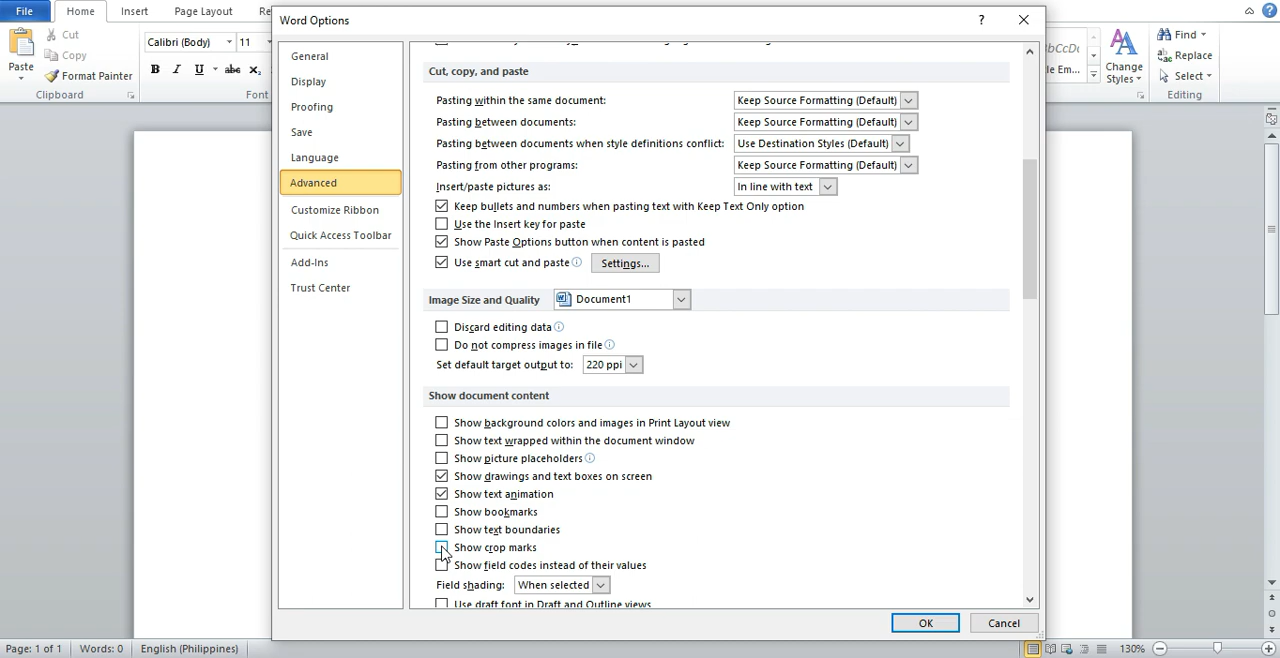 File Home Insert Page Layout Re
Word Options
Cut
Copy
Paste
Format Painter
Clipboard
Calibri (Body) 11
B I U abc X₂
Font
General
Display
Proofing
Save
Language
Advanced
Customize Ribbon
Quick Access Toolbar
Add-Ins
Trust Center
Cut, copy, and paste
Pasting within the same document: Keep Source Formatting (Default)
Pasting between documents: Keep Source Formatting (Default)
Pasting between documents when style definitions conflict: Use Destination Styles (Default)
Pasting from other programs: Keep Source Formatting (Default)
Insert/paste pictures as: In line with text
Keep bullets and numbers when pasting text with Keep Text Only option
Use the Insert key for paste
Show Paste Options button when content is pasted
Use smart cut and paste Settings...
Image Size and Quality Document1
Discard editing data
Do not compress images in file
Set default target output to: 220 ppi
Show document content
Show background colors and images in Print Layout view
Show text wrapped within the document window
Show picture placeholders
Show drawings and text boxes on screen
Show text animation
Show bookmarks
Show text boundaries
Show crop marks
Show field codes instead of their values
Field shading: When selected
Use draft font in Draft and Outline views
OK Cancel
le Em...
Change
Styles
Find
Replace
Select
Editing
Page: 1 of 1 Words: 0 English (Philippines) 130%